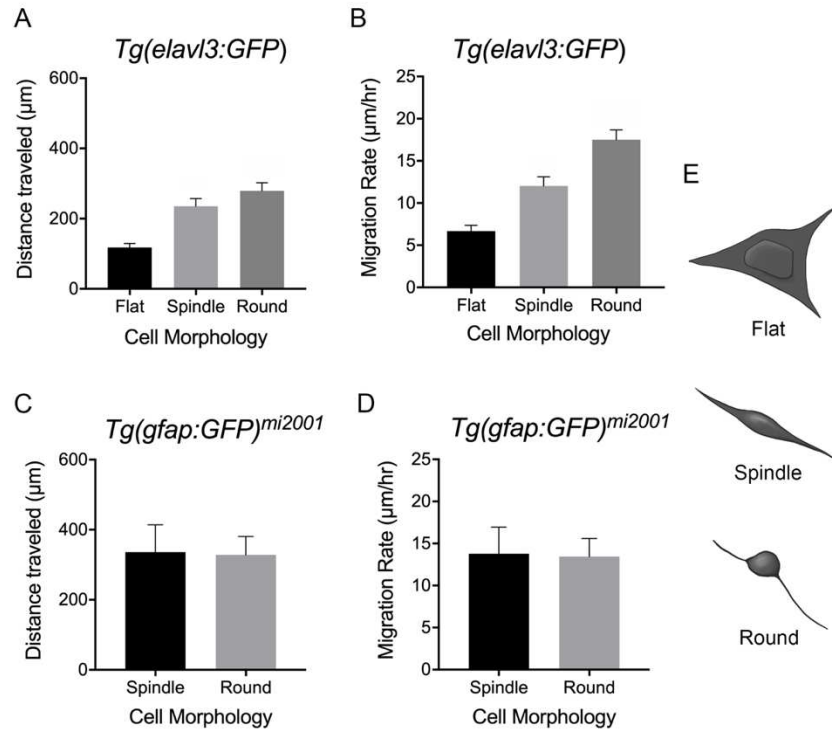 A
Tg(elavl3:GFP)
Distance traveled (µm)
600
400
200
0
Flat Spindle Round
Cell Morphology
B
Tg(elavl3:GFP)
Migration Rate (µm/hr)
25
20
15
10
5
0
Flat Spindle Round
Cell Morphology
E
Flat
Spindle
Round
C
Tg(gfap:GFP)mi2001
Distance traveled (µm)
600
400
200
0
Spindle Round
Cell Morphology
D
Tg(gfap:GFP)mi2001
Migration Rate (µm/hr)
25
20
15
10
5
0
Spindle Round
Cell Morphology